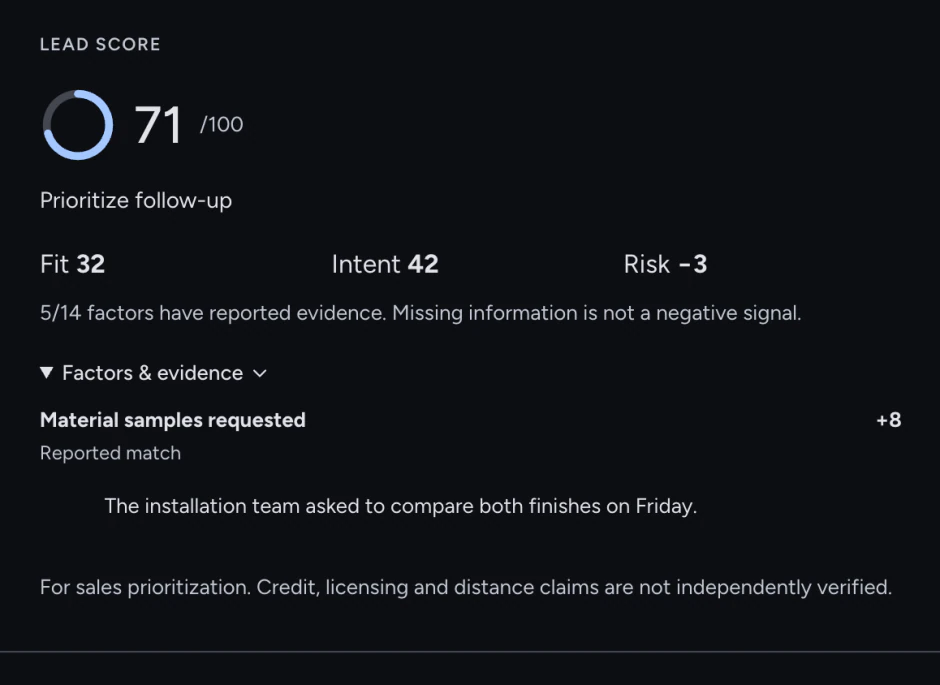 LEAD SCORE
71 /100
Prioritize follow-up
Fit 32 Intent 42 Risk −3
5/14 factors have reported evidence. Missing information is not a negative signal.
Factors & evidence
Material samples requested +8
Reported match
The installation team asked to compare both finishes on Friday.
For sales prioritization. Credit, licensing and distance claims are not independently verified.